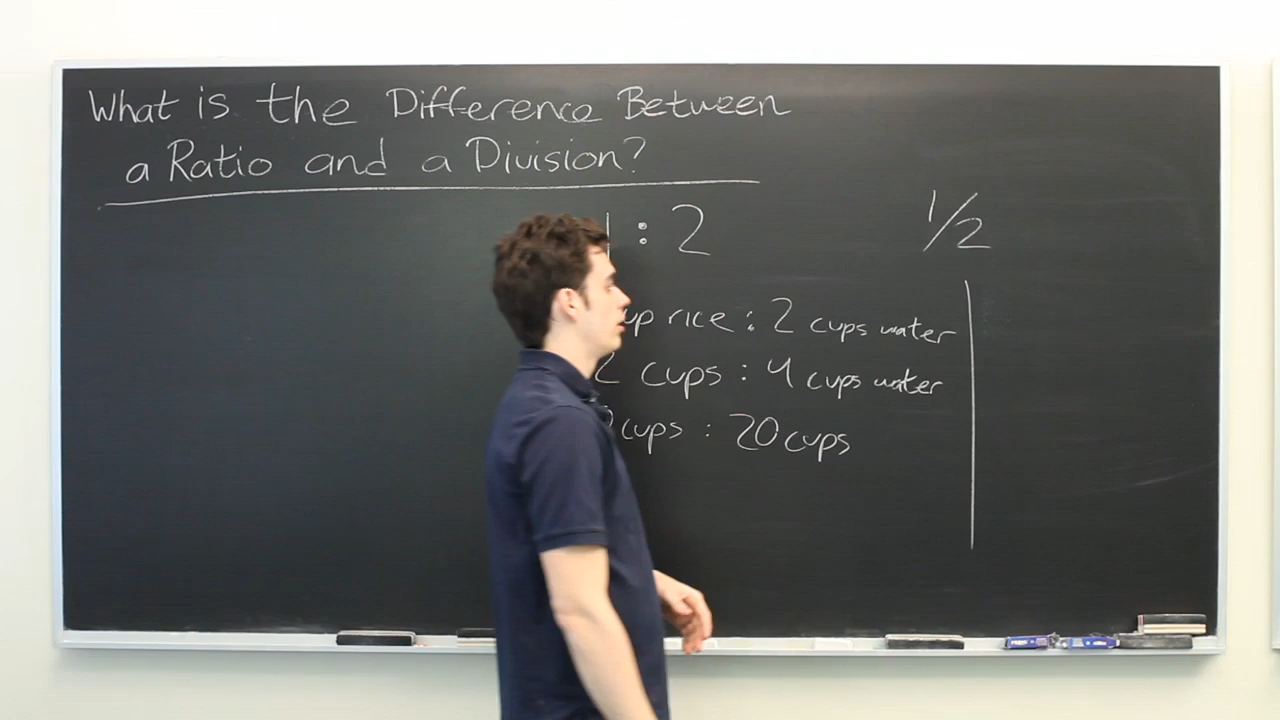 What is the Difference Between
a Ratio and a Division?
1 : 2
1/2
rice : 2 cups water
2 cups : 4 cups water
cups : 20 cups